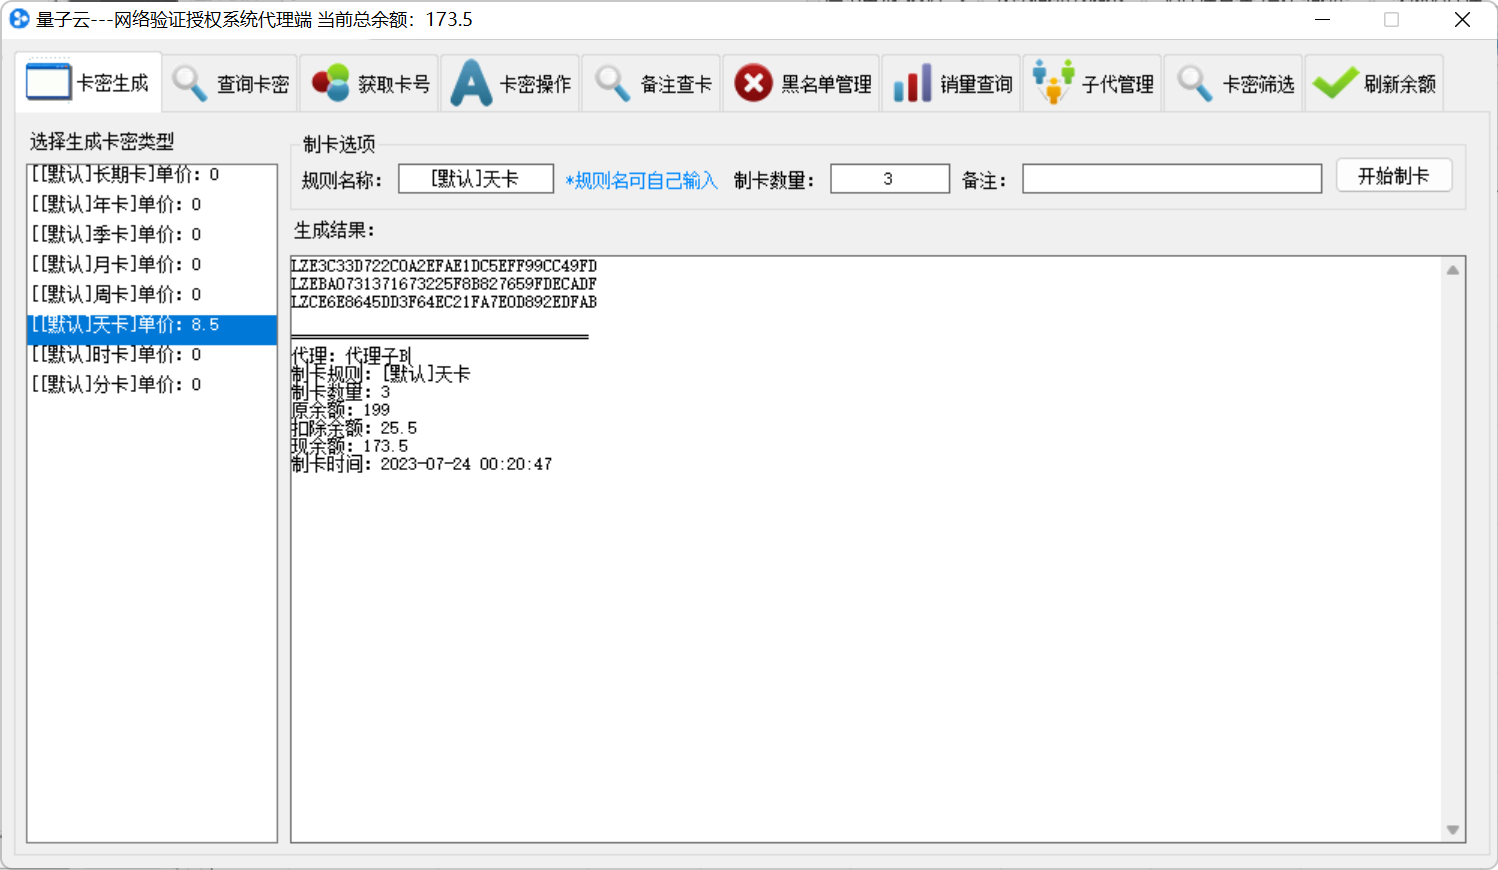 量子云---网络验证授权系统代理端 当前总余额：173.5
卡密生成 查询卡密 获取卡号 卡密操作 备注查卡 黑名单管理 销量查询 子代管理 卡密筛选 刷新余额
选择生成卡密类型
[[默认]长期卡]单价：0
[[默认]年卡]单价：0
[[默认]季卡]单价：0
[[默认]月卡]单价：0
[[默认]周卡]单价：0
[[默认]天卡]单价：8.5
[[默认]时卡]单价：0
[[默认]分卡]单价：0
制卡选项
规则名称： [默认]天卡 *规则名可自己输入 制卡数量： 3 备注： 开始制卡
生成结果：
LZE3C33D722C0A2EFAE1DC5EFF99CC49FD
LZEBA0731371673225F8B827659FDECADF
LZCE6E8645DD3F64EC21FA7E0D892EDFAB
代理：代理子B
制卡规则：[默认]天卡
制卡数量：3
原余额：199
扣除余额：25.5
现余额：173.5
制卡时间：2023-07-24 00:20:47